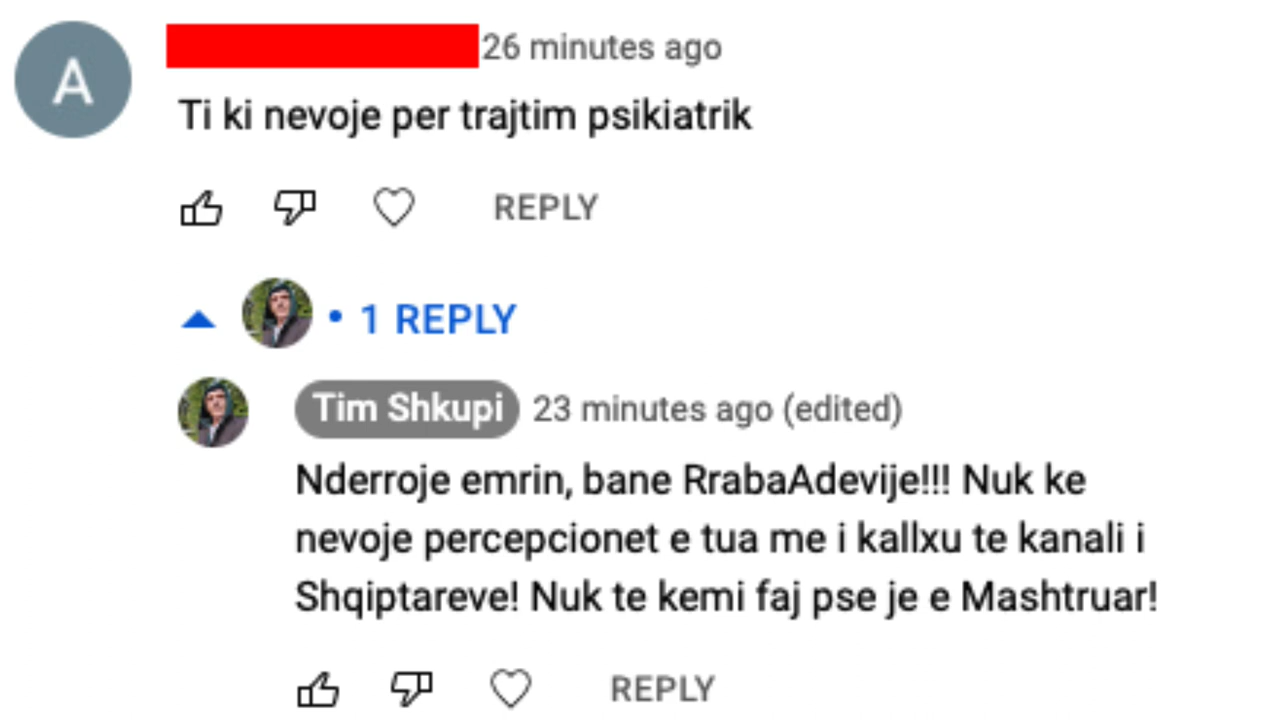 A
26 minutes ago
Ti ki nevoje per trajtim psikiatrik
REPLY
• 1 REPLY
Tim Shkupi 23 minutes ago (edited)
Nderroje emrin, bane RrabaAdevije!!! Nuk ke
nevoje percepcionet e tua me i kallxu te kanali i
Shqiptareve! Nuk te kemi faj pse je e Mashtruar!
REPLY